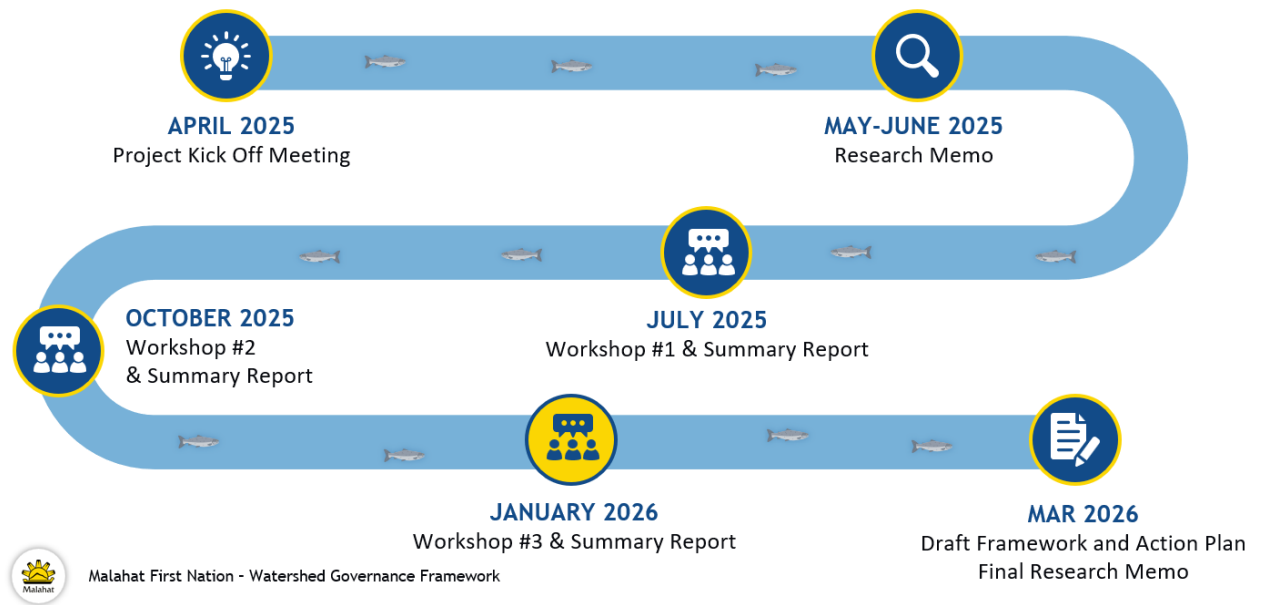 APRIL 2025
Project Kick Off Meeting
MAY-JUNE 2025
Research Memo
JULY 2025
Workshop #1 & Summary Report
OCTOBER 2025
Workshop #2
& Summary Report
JANUARY 2026
Workshop #3 & Summary Report
MAR 2026
Draft Framework and Action Plan
Final Research Memo
Malahat
Malahat First Nation - Watershed Governance Framework